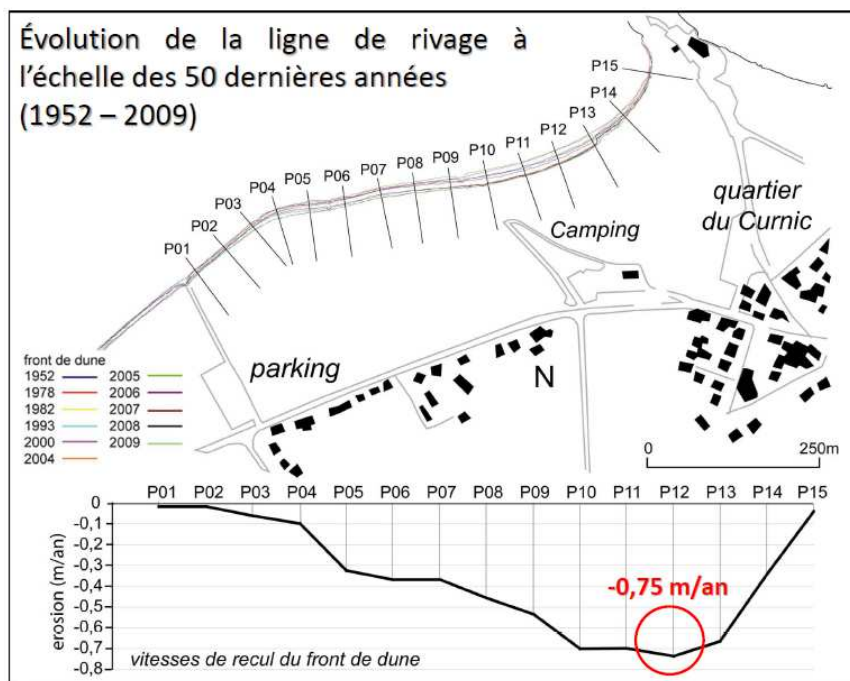 Évolution de la ligne de rivage à
l'échelle des 50 dernières années
(1952 – 2009)
P15
P14
P13
P12
P11
P10
P09
P08
P07
P06
P05
P04
P03
P02
P01
quartier
du Curnic
Camping
parking
N
front de dune
1952 2005
1978 2006
1982 2007
1993 2008
2000 2009
2004
0 250m
P01 P02 P03 P04 P05 P06 P07 P08 P09 P10 P11 P12 P13 P14 P15
0
-0,1
-0,2
-0,3
-0,4
-0,5
-0,6
-0,7
-0,8
erosion (m/an)
-0,75 m/an
vitesses de recul du front de dune